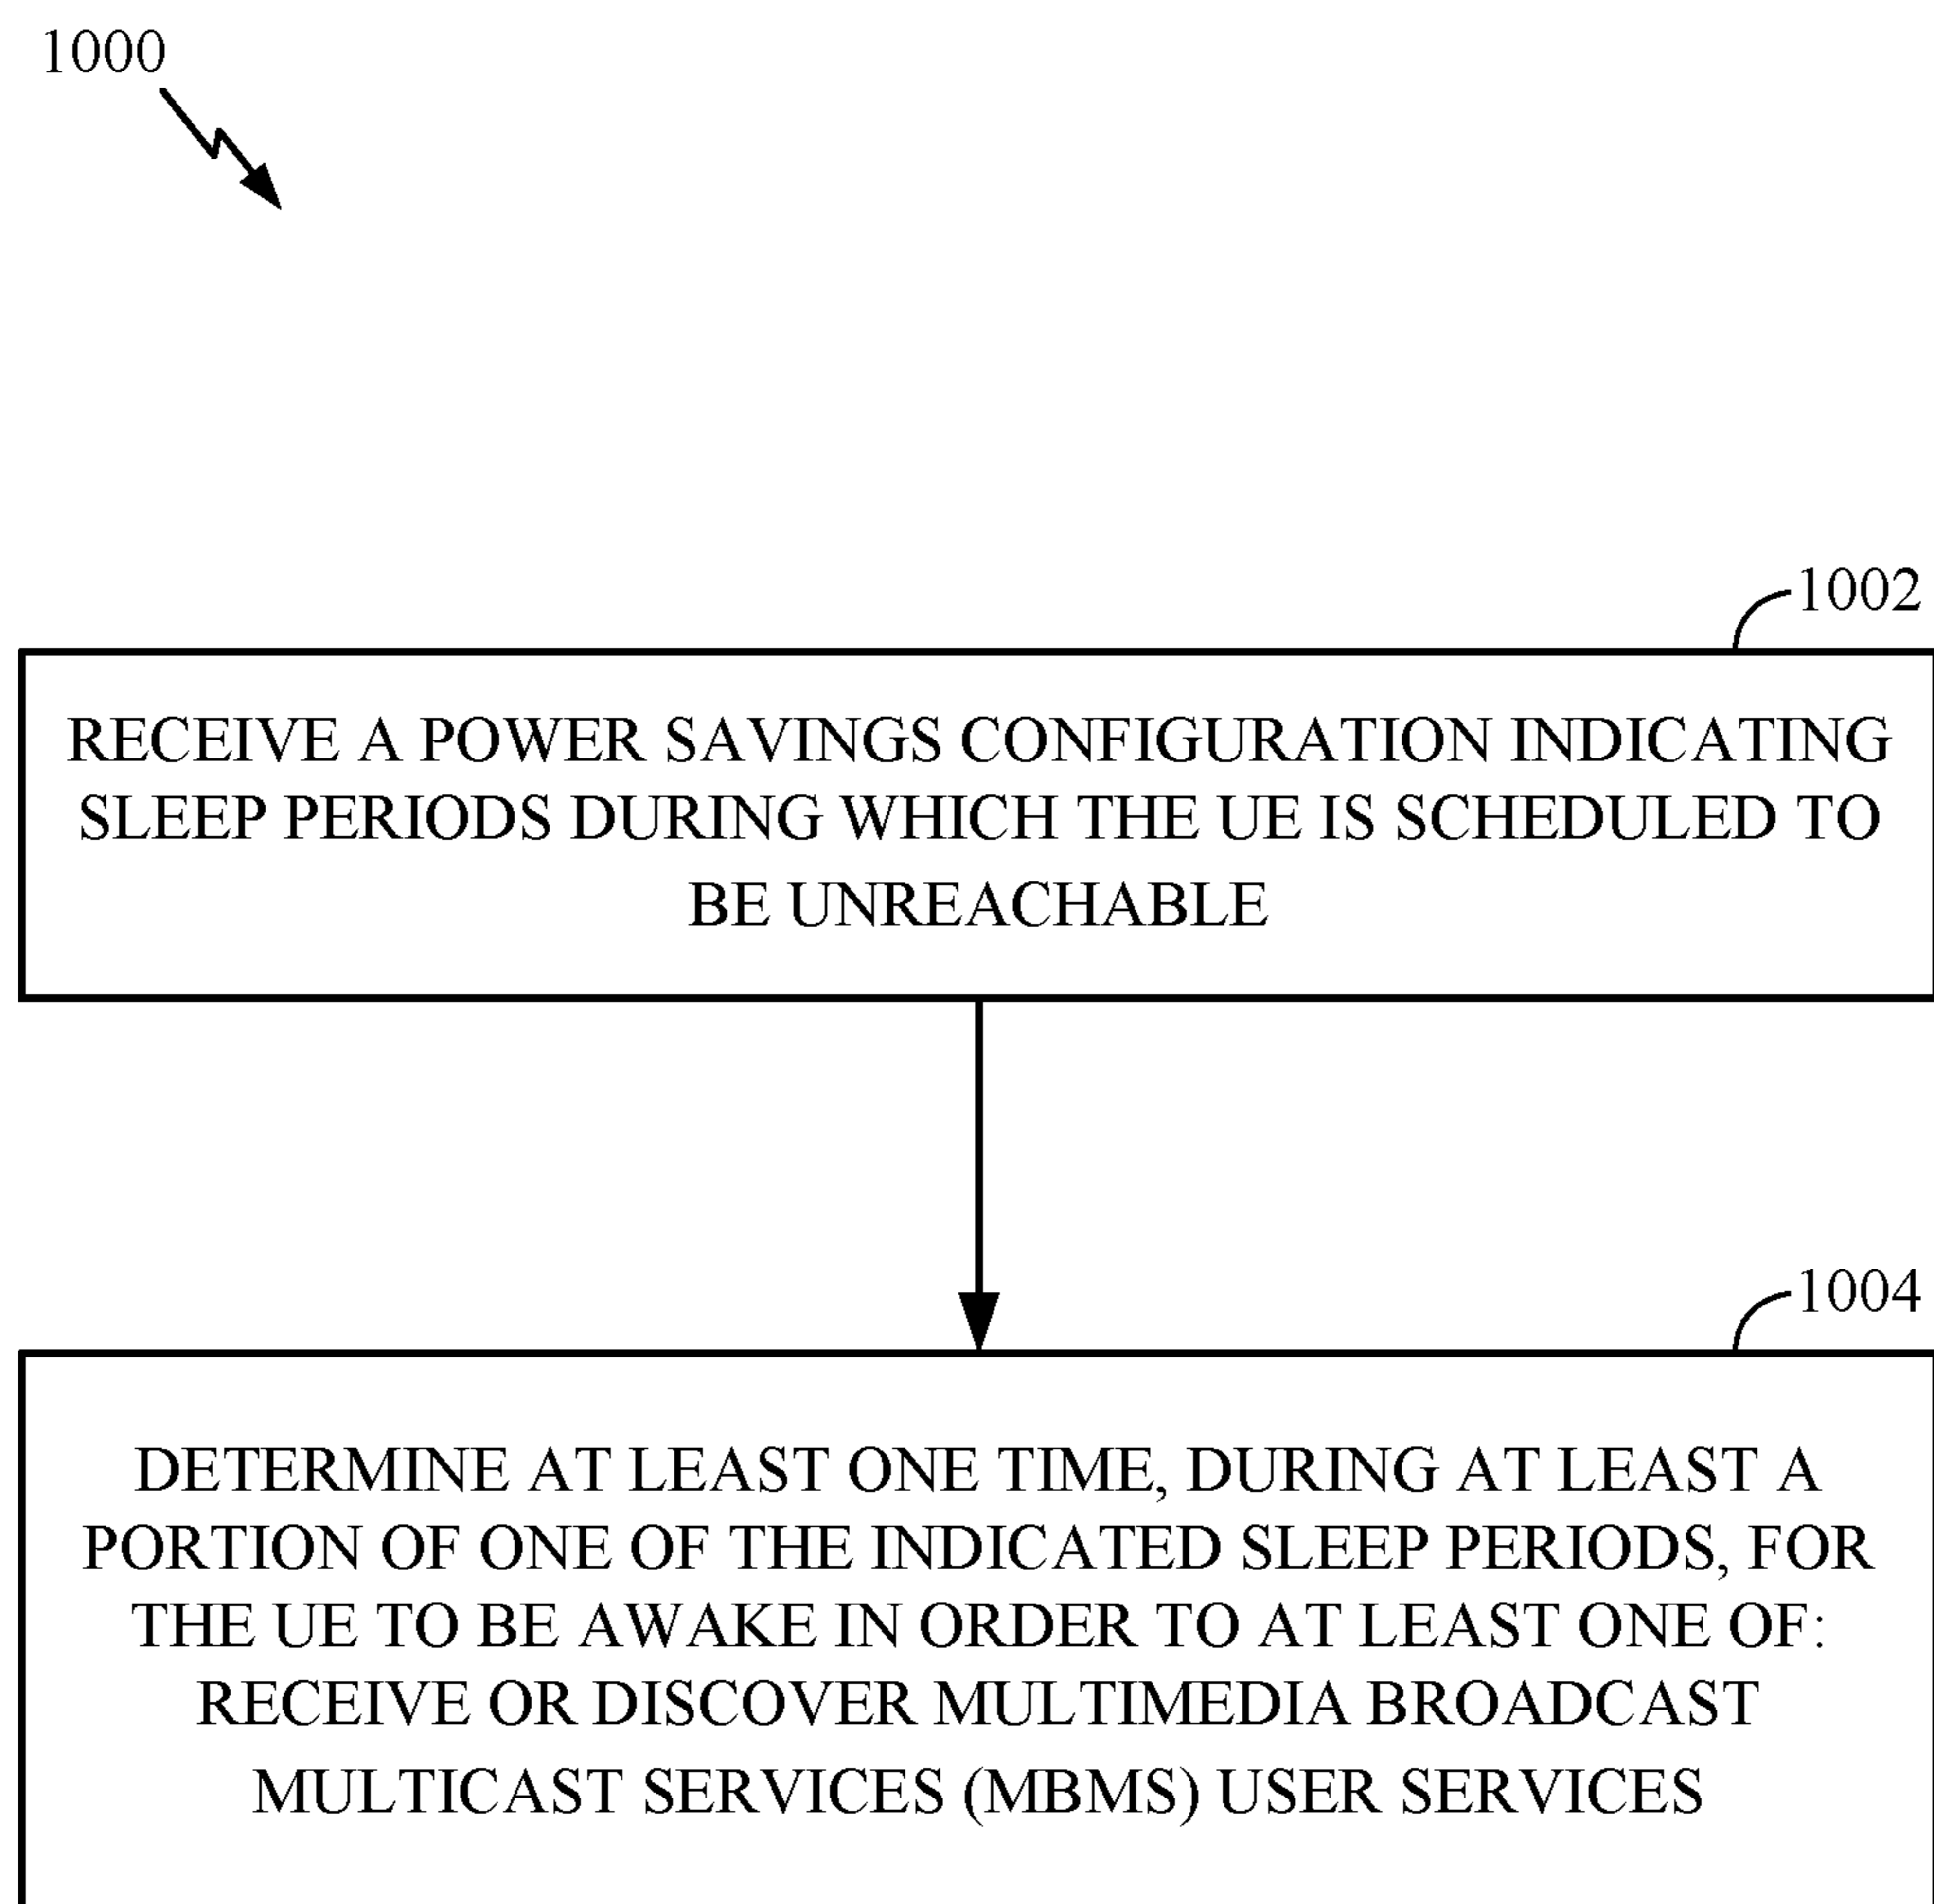 1000
1002
RECEIVE A POWER SAVINGS CONFIGURATION INDICATING
SLEEP PERIODS DURING WHICH THE UE IS SCHEDULED TO
BE UNREACHABLE
1004
DETERMINE AT LEAST ONE TIME, DURING AT LEAST A
PORTION OF ONE OF THE INDICATED SLEEP PERIODS, FOR
THE UE TO BE AWAKE IN ORDER TO AT LEAST ONE OF:
RECEIVE OR DISCOVER MULTIMEDIA BROADCAST
MULTICAST SERVICES (MBMS) USER SERVICES